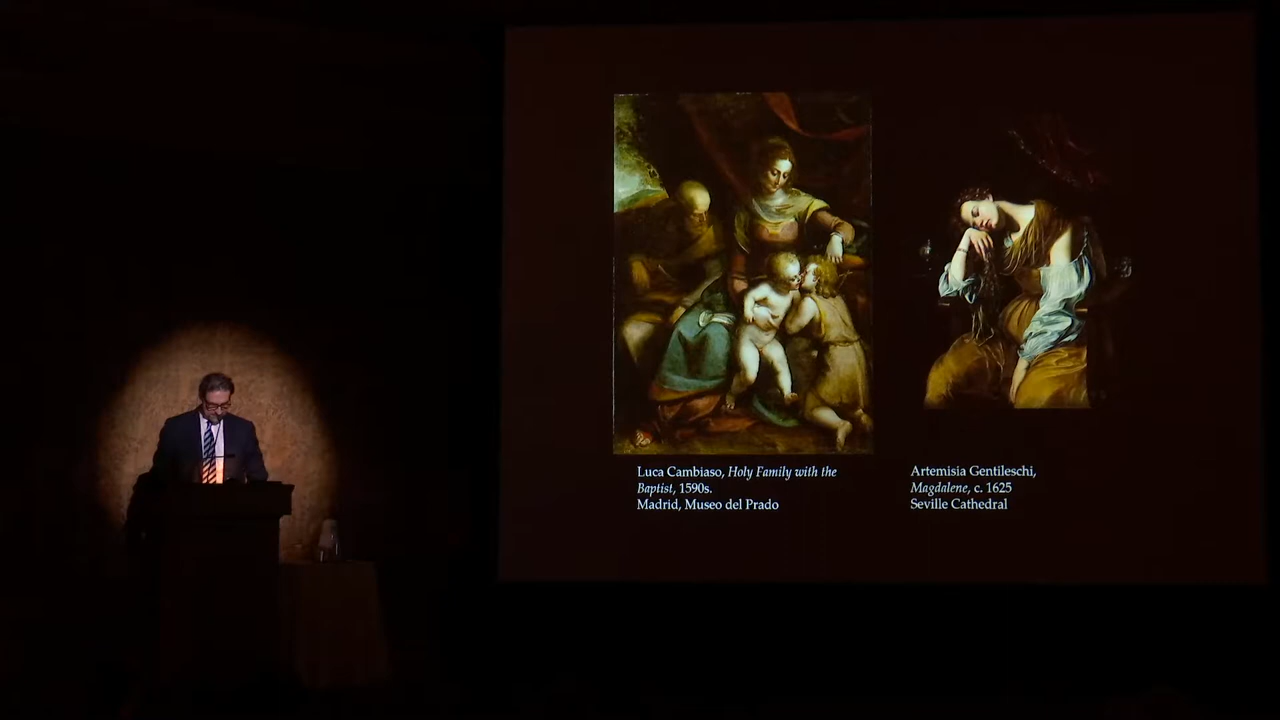 Luca Cambiaso, Holy Family with the
Baptist, 1590s.
Madrid, Museo del Prado
Artemisia Gentileschi,
Magdalene, c. 1625
Seville Cathedral